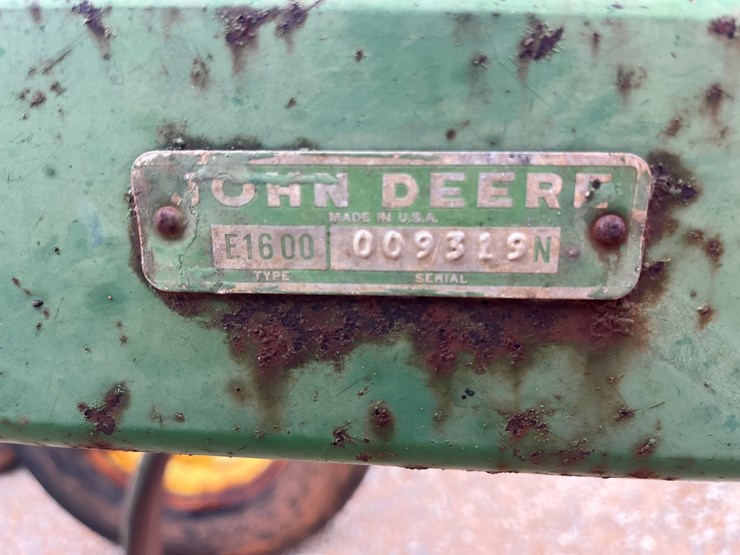 JOHN DEERE
MADE IN U.S.A.
E1600 009319N
TYPE SERIAL